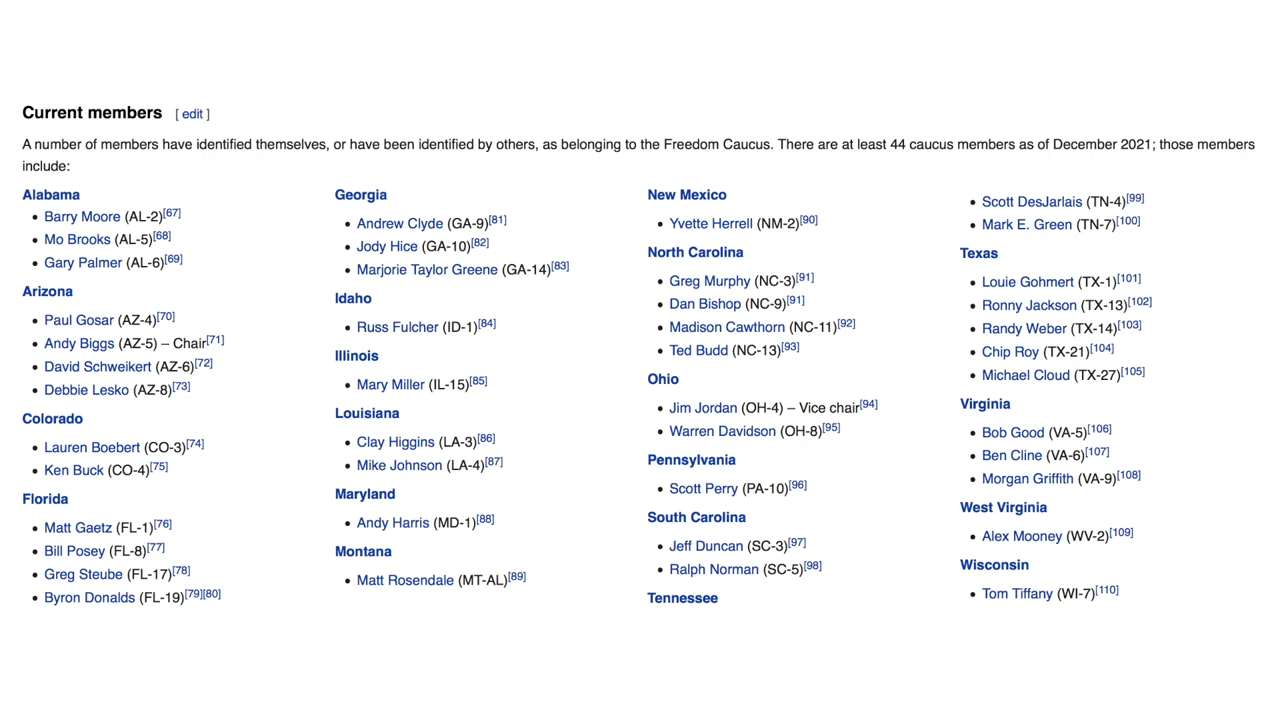 Current members [ edit ]
A number of members have identified themselves, or have been identified by others, as belonging to the Freedom Caucus. There are at least 44 caucus members as of December 2021; those members
include:
Alabama
• Barry Moore (AL-2)[67]
• Mo Brooks (AL-5)[68]
• Gary Palmer (AL-6)[69]
Arizona
• Paul Gosar (AZ-4)[70]
• Andy Biggs (AZ-5) – Chair[71]
• David Schweikert (AZ-6)[72]
• Debbie Lesko (AZ-8)[73]
Colorado
• Lauren Boebert (CO-3)[74]
• Ken Buck (CO-4)[75]
Florida
• Matt Gaetz (FL-1)[76]
• Bill Posey (FL-8)[77]
• Greg Steube (FL-17)[78]
• Byron Donalds (FL-19)[79][80]
Georgia
• Andrew Clyde (GA-9)[81]
• Jody Hice (GA-10)[82]
• Marjorie Taylor Greene (GA-14)[83]
Idaho
• Russ Fulcher (ID-1)[84]
Illinois
• Mary Miller (IL-15)[85]
Louisiana
• Clay Higgins (LA-3)[86]
• Mike Johnson (LA-4)[87]
Maryland
• Andy Harris (MD-1)[88]
Montana
• Matt Rosendale (MT-AL)[89]
New Mexico
• Yvette Herrell (NM-2)[90]
North Carolina
• Greg Murphy (NC-3)[91]
• Dan Bishop (NC-9)[91]
• Madison Cawthorn (NC-11)[92]
• Ted Budd (NC-13)[93]
Ohio
• Jim Jordan (OH-4) – Vice chair[94]
• Warren Davidson (OH-8)[95]
Pennsylvania
• Scott Perry (PA-10)[96]
South Carolina
• Jeff Duncan (SC-3)[97]
• Ralph Norman (SC-5)[98]
Tennessee
• Scott DesJarlais (TN-4)[99]
• Mark E. Green (TN-7)[100]
Texas
• Louie Gohmert (TX-1)[101]
• Ronny Jackson (TX-13)[102]
• Randy Weber (TX-14)[103]
• Chip Roy (TX-21)[104]
• Michael Cloud (TX-27)[105]
Virginia
• Bob Good (VA-5)[106]
• Ben Cline (VA-6)[107]
• Morgan Griffith (VA-9)[108]
West Virginia
• Alex Mooney (WV-2)[109]
Wisconsin
• Tom Tiffany (WI-7)[110]